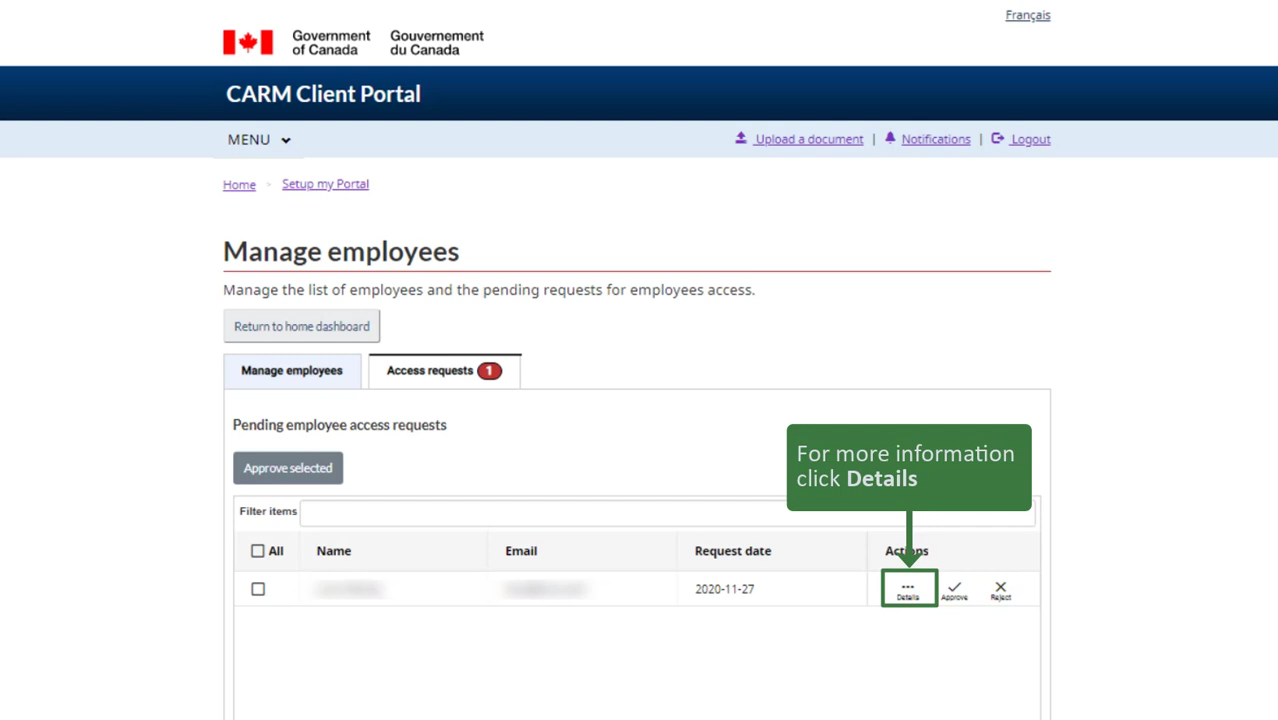 Français
Government of Canada
Gouvernement du Canada
CARM Client Portal
MENU
Upload a document | Notifications | Logout
Home > Setup my Portal
Manage employees
Manage the list of employees and the pending requests for employees access.
Return to home dashboard
Manage employees
Access requests 1
Pending employee access requests
Approve selected
For more information
click Details
Filter items
All Name Email Request date Actions
2020-11-27 Details Approve Reject